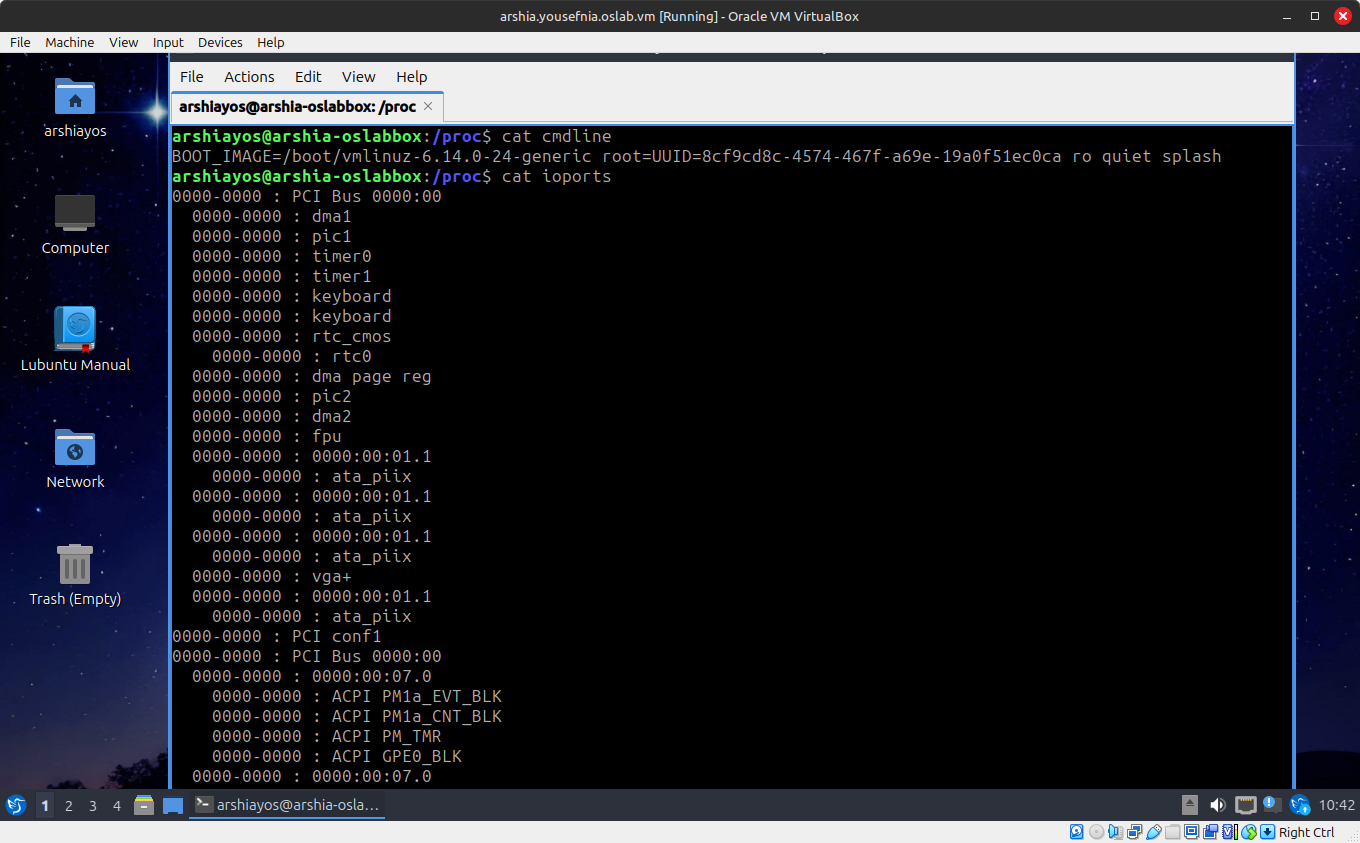 arshia.yousefnia.oslab.vm [Running] - Oracle VM VirtualBox
File Machine View Input Devices Help
File Actions Edit View Help
arshiayos@arshia-oslabbox: /proc
arshiayos@arshia-oslabbox:/proc$ cat cmdline
BOOT_IMAGE=/boot/vmlinuz-6.14.0-24-generic root=UUID=8cf9cd8c-4574-467f-a69e-19a0f51ec0ca ro quiet splash
arshiayos@arshia-oslabbox:/proc$ cat ioports
0000-0000 : PCI Bus 0000:00
  0000-0000 : dma1
  0000-0000 : pic1
  0000-0000 : timer0
  0000-0000 : timer1
  0000-0000 : keyboard
  0000-0000 : keyboard
  0000-0000 : rtc_cmos
    0000-0000 : rtc0
  0000-0000 : dma page reg
  0000-0000 : pic2
  0000-0000 : dma2
  0000-0000 : fpu
  0000-0000 : 0000:00:01.1
    0000-0000 : ata_piix
  0000-0000 : 0000:00:01.1
    0000-0000 : ata_piix
  0000-0000 : 0000:00:01.1
    0000-0000 : ata_piix
  0000-0000 : vga+
  0000-0000 : 0000:00:01.1
    0000-0000 : ata_piix
0000-0000 : PCI conf1
0000-0000 : PCI Bus 0000:00
  0000-0000 : 0000:00:07.0
    0000-0000 : ACPI PM1a_EVT_BLK
    0000-0000 : ACPI PM1a_CNT_BLK
    0000-0000 : ACPI PM_TMR
    0000-0000 : ACPI GPE0_BLK
  0000-0000 : 0000:00:07.0
arshiayos
Computer
Lubuntu Manual
Network
Trash (Empty)
1 2 3 4 arshiayos@arshia-osla... 10:42
Right Ctrl